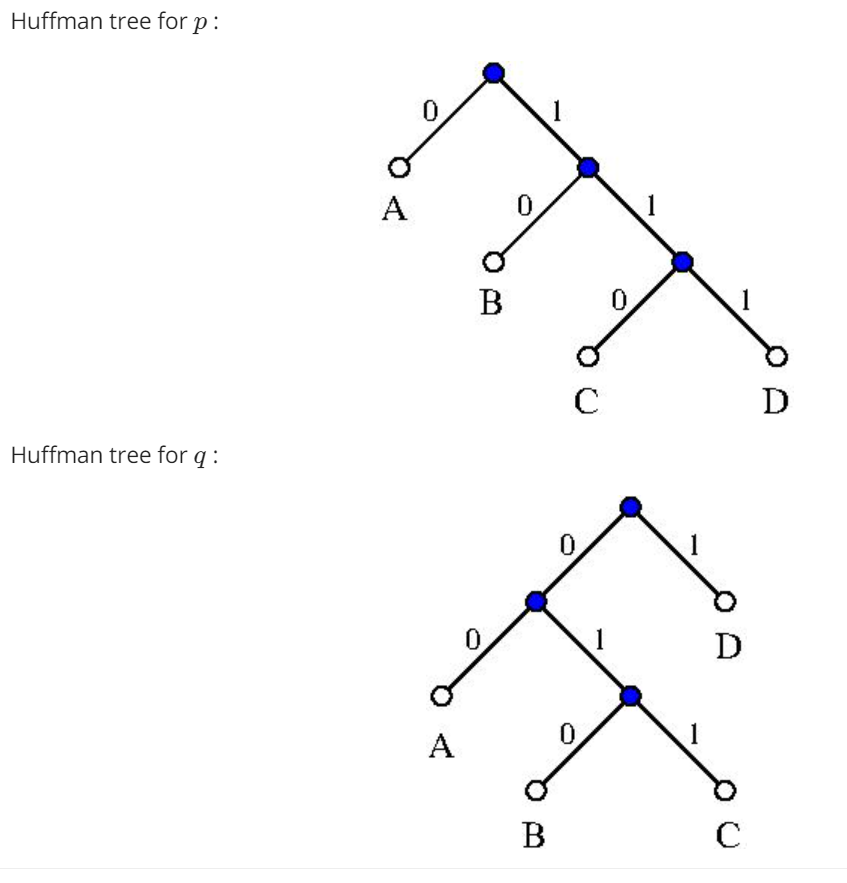 Huffman tree for p :
0 1
A 0 1
B 0 1
C D
Huffman tree for q :
0 1
0 1 D
A 0 1
B C